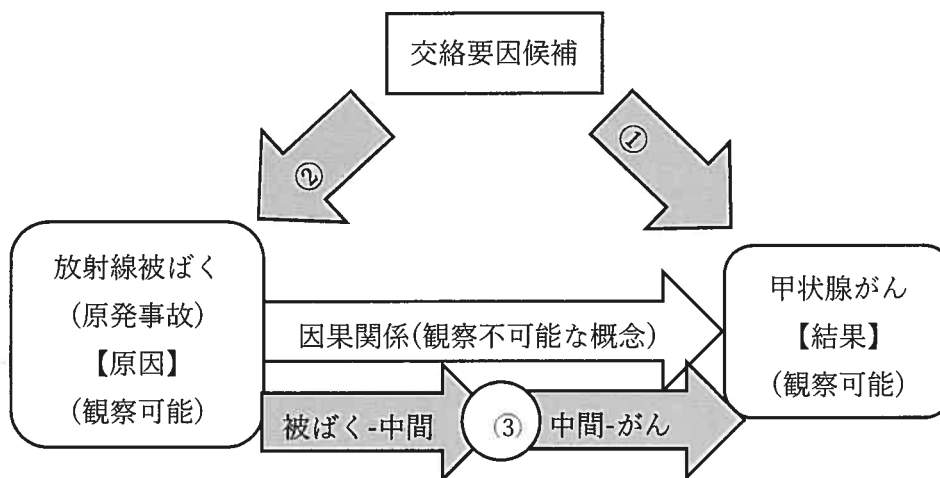 交絡要因候補
①
②
放射線被ばく
(原発事故)
【原因】
(観察可能)
因果関係(観察不可能な概念)
甲状腺がん
【結果】
(観察可能)
被ばく-中間
(3)
中間-がん